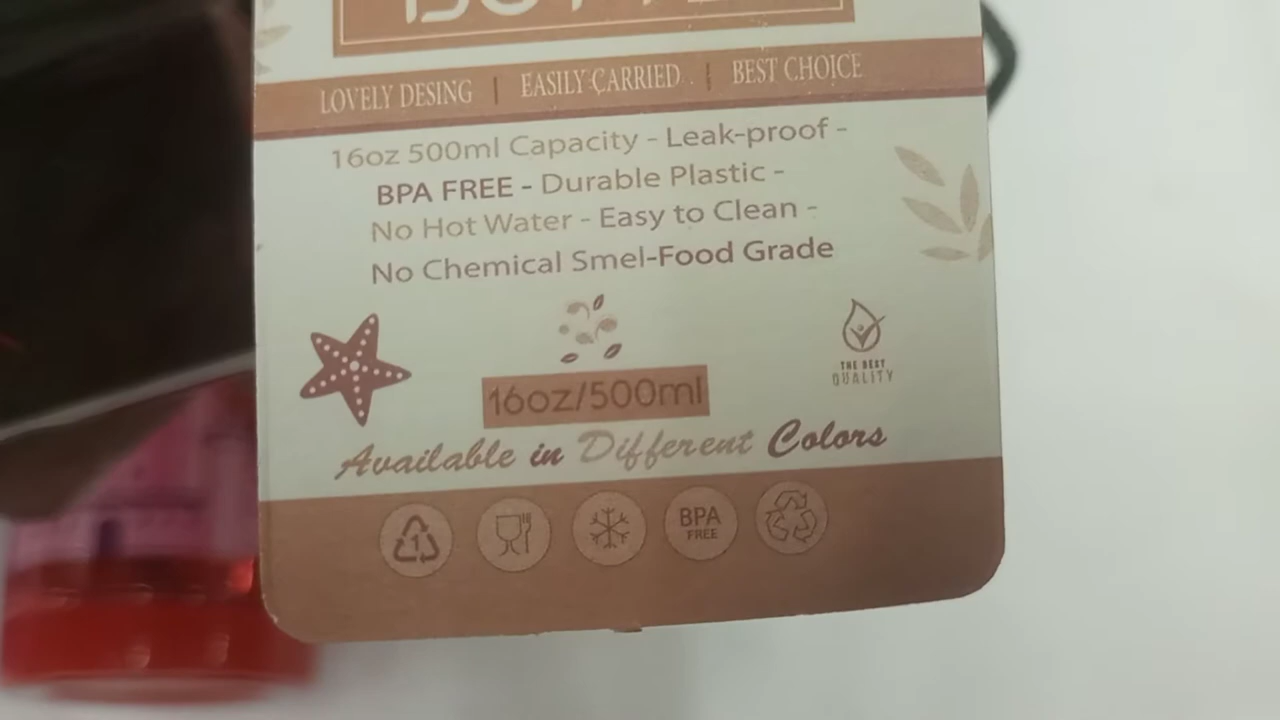 LOVELY DESING | EASILY CARRIED | BEST CHOICE
16oz 500ml Capacity - Leak-proof -
BPA FREE - Durable Plastic -
No Hot Water - Easy to Clean -
No Chemical Smel-Food Grade
THE BEST
QUALITY
16oz/500ml
Available in Different Colors
1
BPA
FREE